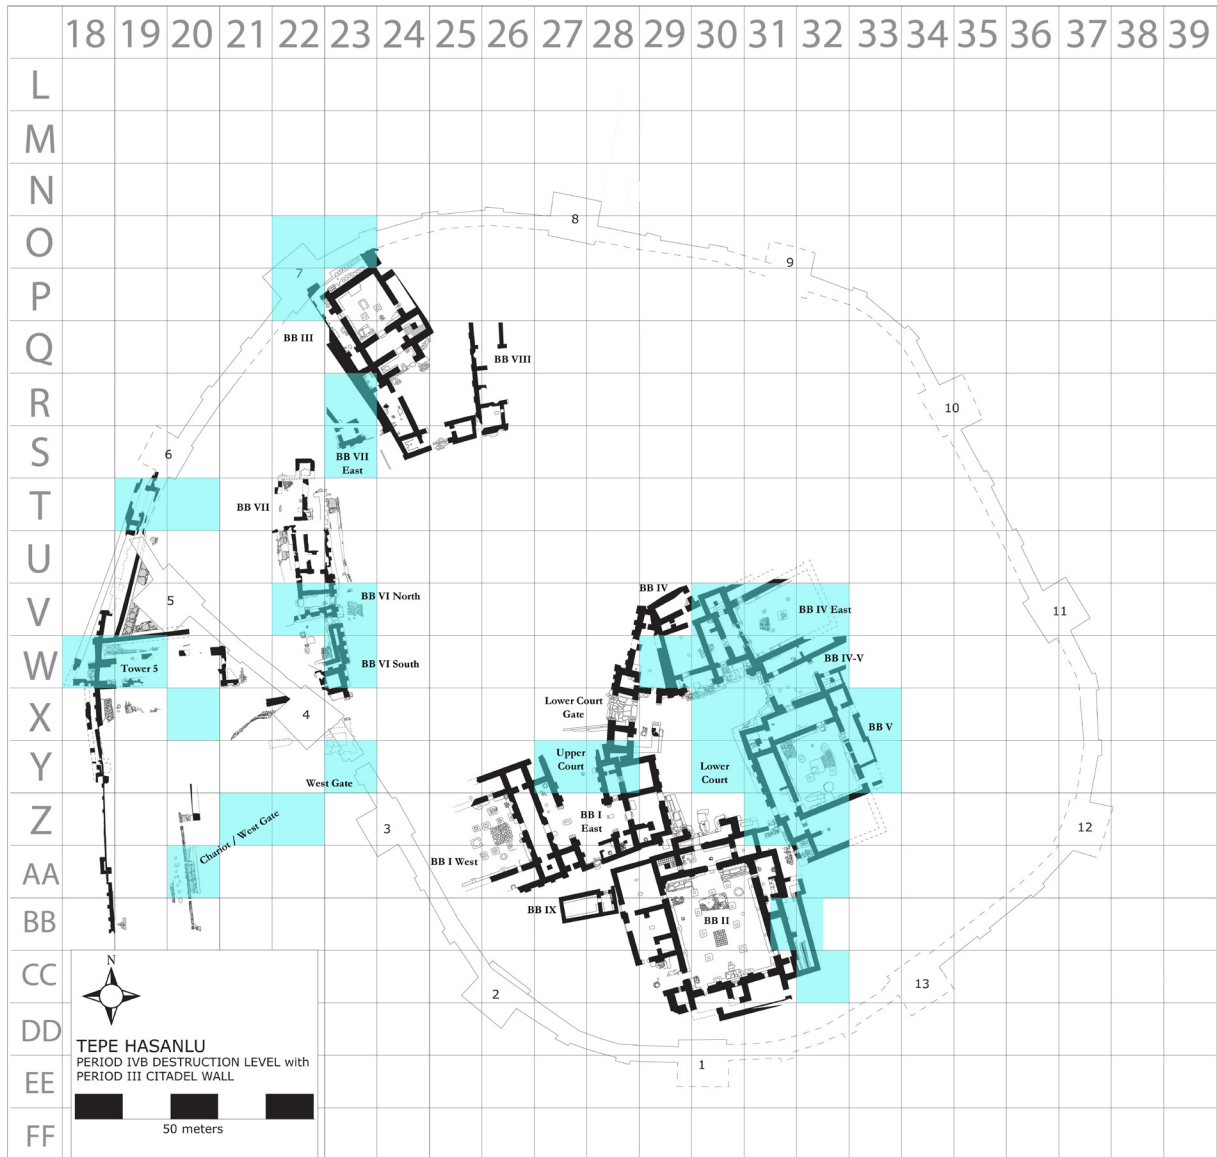 18 19 20 21 22 23 24 25 26 27 28 29 30 31 32 33 34 35 36 37 38 39
L
M
N
8
O
9
7
P
BB III
Q
BB VIII
R
10
S
6
BB VII
East
T
BB VII
U
BB IV
V
5
BB VI North
BB IV East
11
W
Tower 5
BB VI South
BB IV-V
X
4
Lower Court
Gate
BB V
Y
West Gate
Upper
Court
Lower
Court
Z
Chariot / West Gate
3
BB I
East
12
AA
BB I West
BB
BB IX
BB II
CC
N
2
13
DD
TEPE HASANLU
PERIOD IVB DESTRUCTION LEVEL with
PERIOD III CITADEL WALL
EE
1
50 meters
FF